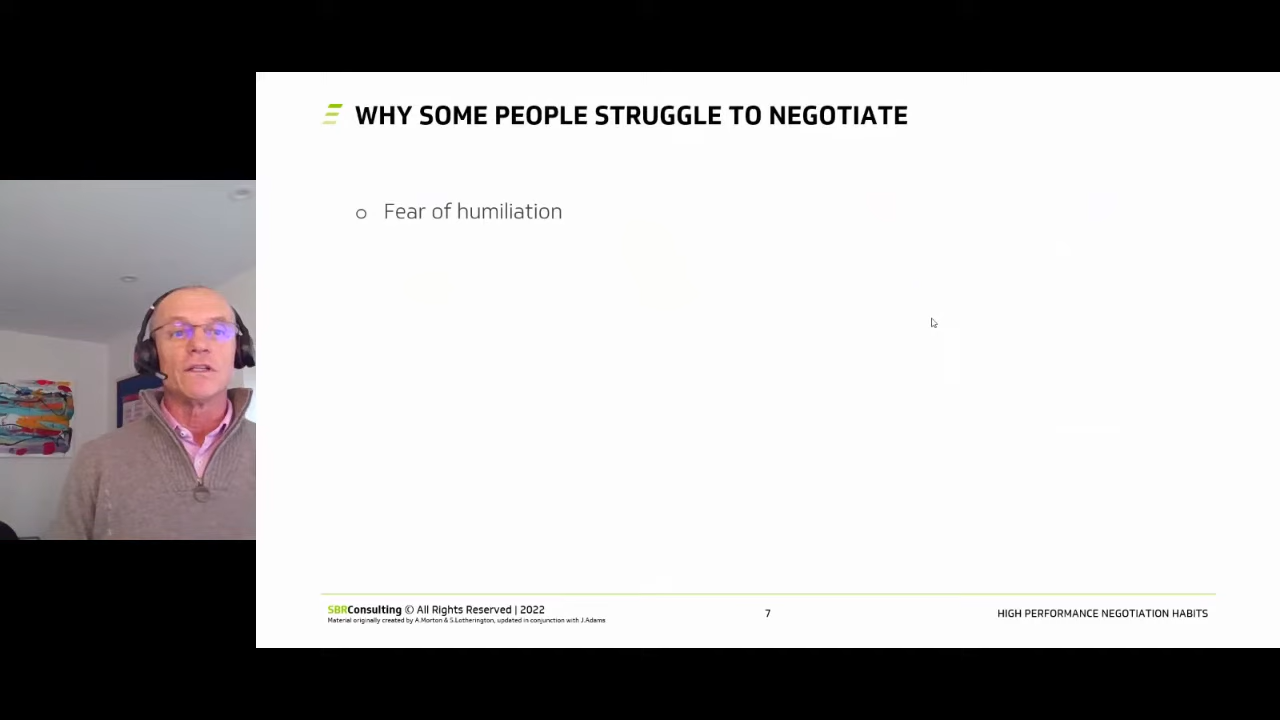 WHY SOME PEOPLE STRUGGLE TO NEGOTIATE
o Fear of humiliation
SBRConsulting © All Rights Reserved | 2022
Material originally created by A.Morton & S.Lotherington, updated in conjunction with J.Adams
7
HIGH PERFORMANCE NEGOTIATION HABITS